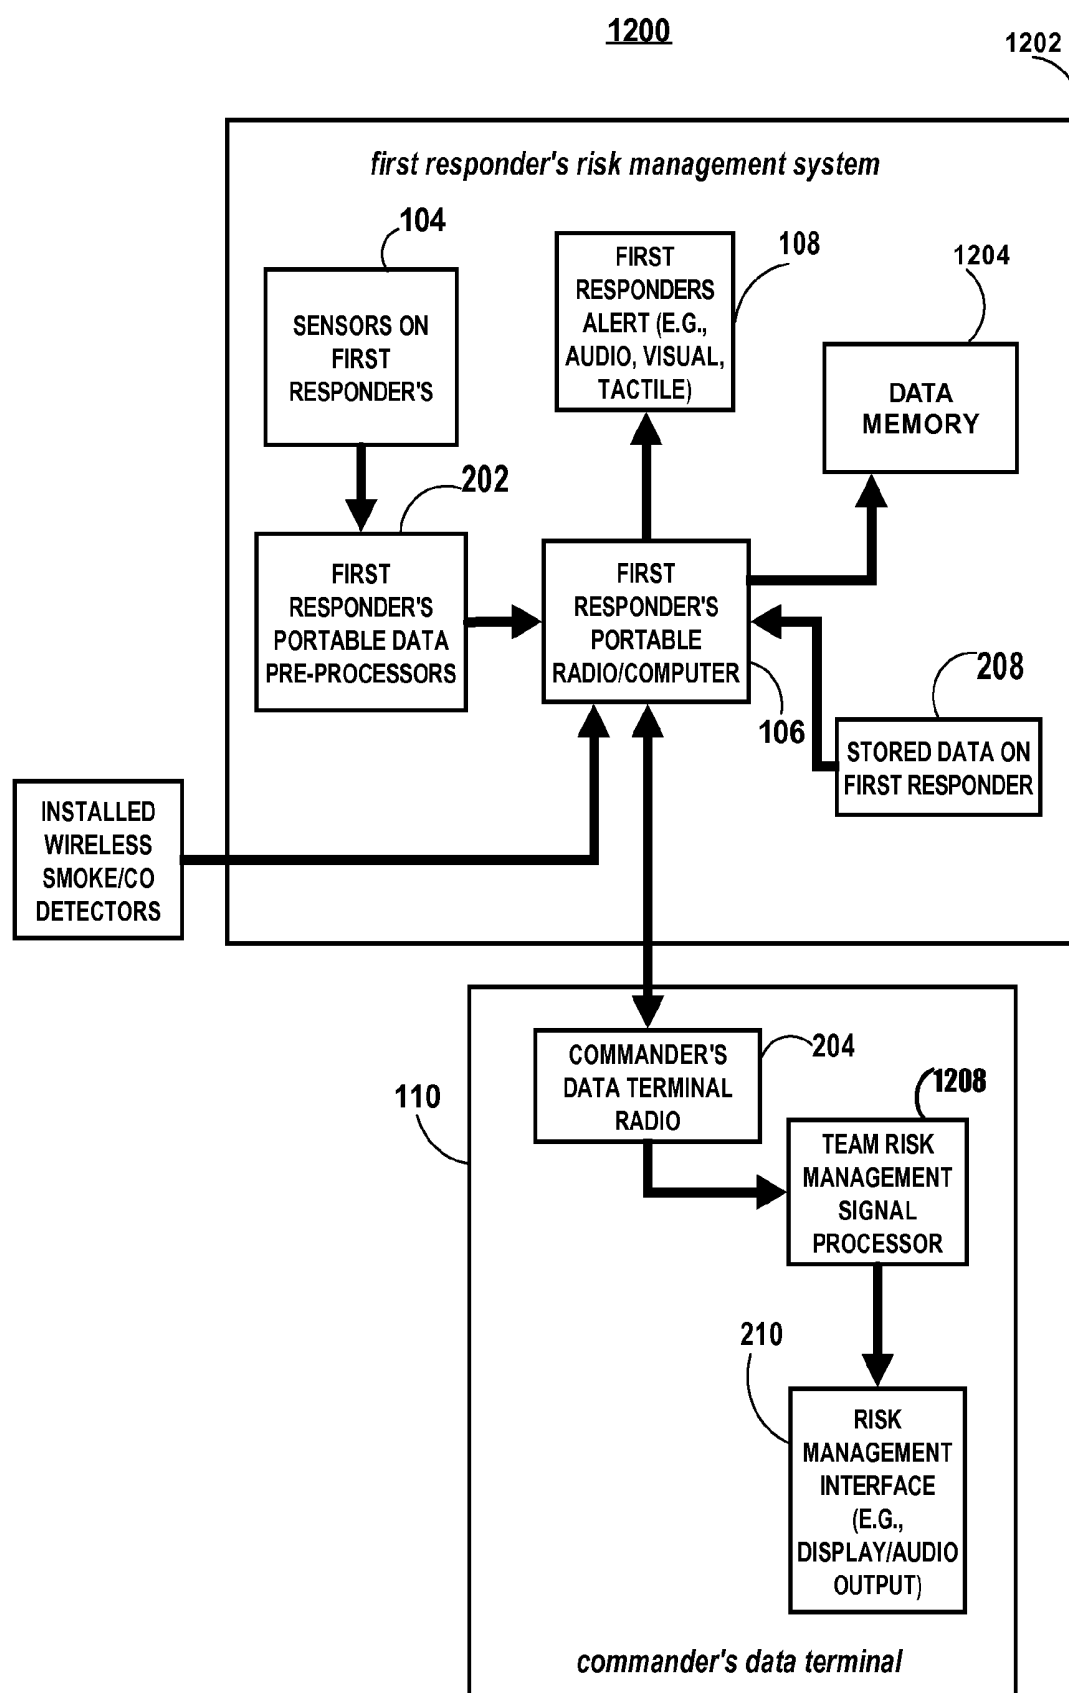 1200
1202
first responder's risk management system
104
SENSORS ON
FIRST
RESPONDER'S
FIRST
RESPONDERS
ALERT (E.G.,
AUDIO, VISUAL,
TACTILE)
108
1204
DATA
MEMORY
202
FIRST
RESPONDER'S
PORTABLE DATA
PRE-PROCESSORS
FIRST
RESPONDER'S
PORTABLE
RADIO/COMPUTER
106
208
STORED DATA ON
FIRST RESPONDER
INSTALLED
WIRELESS
SMOKE/CO
DETECTORS
110
COMMANDER'S
DATA TERMINAL
RADIO
204
1208
TEAM RISK
MANAGEMENT
SIGNAL
PROCESSOR
210
RISK
MANAGEMENT
INTERFACE
(E.G.,
DISPLAY/AUDIO
OUTPUT)
commander's data terminal